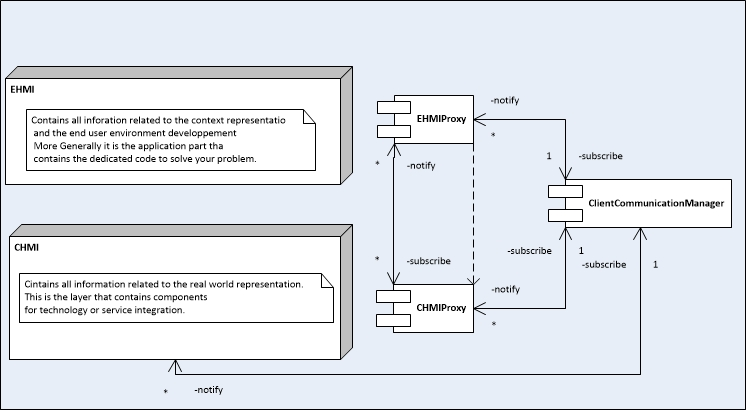 EHMI
Contains all inforation related to the context representatio
and the end user environment developpement
More Generally it is the application part tha
contains the dedicated code to solve your problem.
EHMIProxy
-notify
*
1
-subscribe
*
-notify
ClientCommunicationManager
CHMI
Cintains all information related to the real world representation.
This is the layer that contains components
for technology or service integration.
*
-subscribe
-subscribe
1
-subscribe
1
CHMIProxy
-notify
*
*
-notify